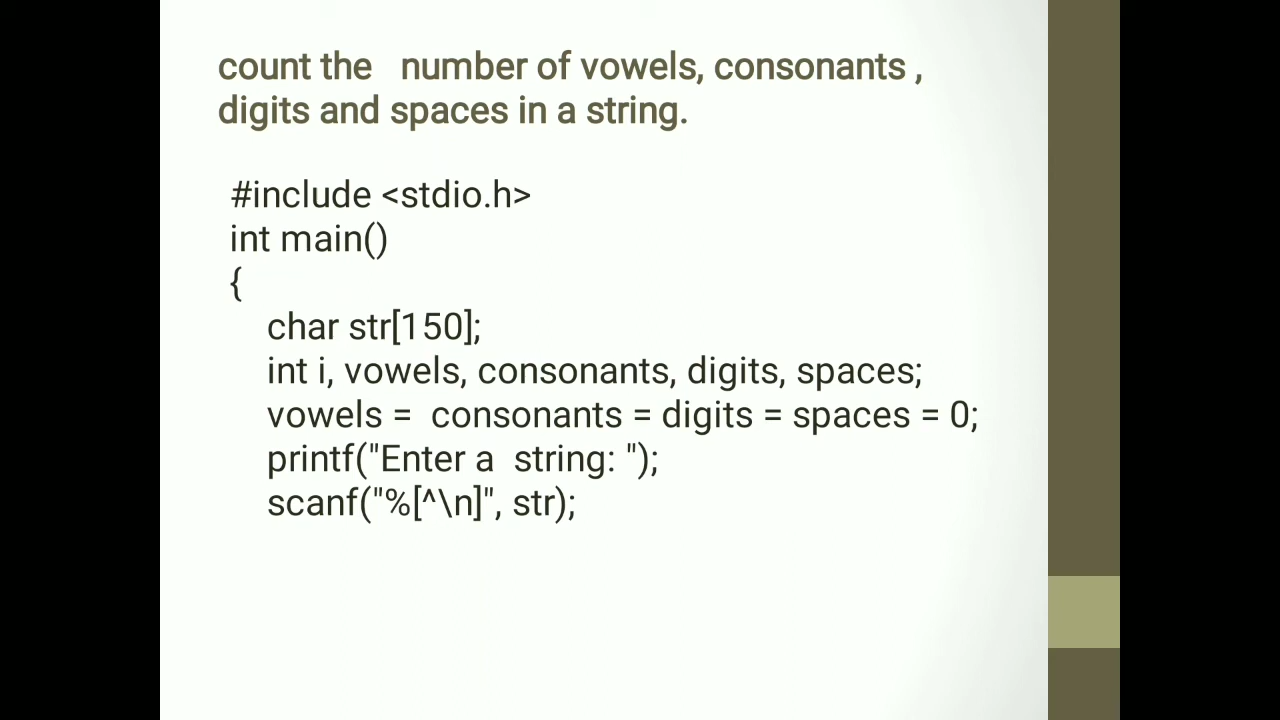 count the   number of vowels, consonants ,
digits and spaces in a string.
#include <stdio.h>
int main()
{
char str[150];
int i, vowels, consonants, digits, spaces;
vowels =  consonants = digits = spaces = 0;
printf("Enter a  string: ");
scanf("%[^\n]", str);